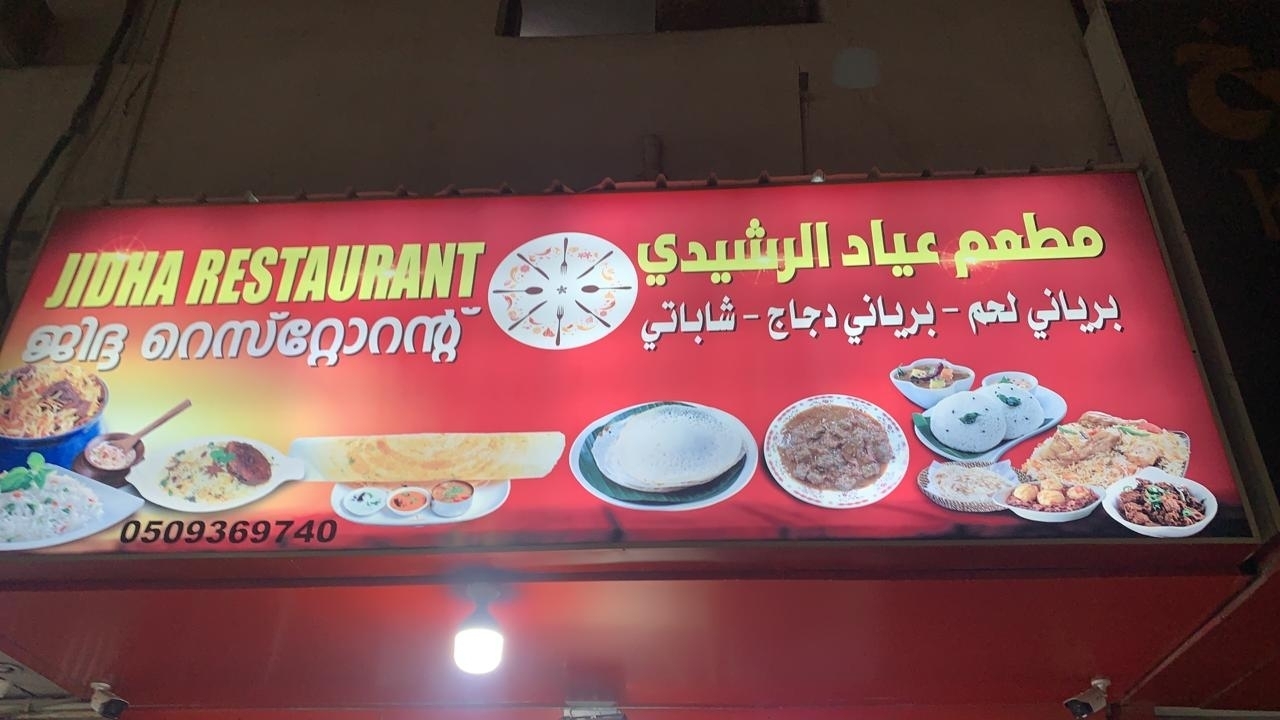 JIDHA RESTAURANT
ജിദ്ദ റെസ്റ്റോറന്റ്
مطعم عياد الرشيدي
برياني لحم - برياني دجاج - شاباتي
0509369740